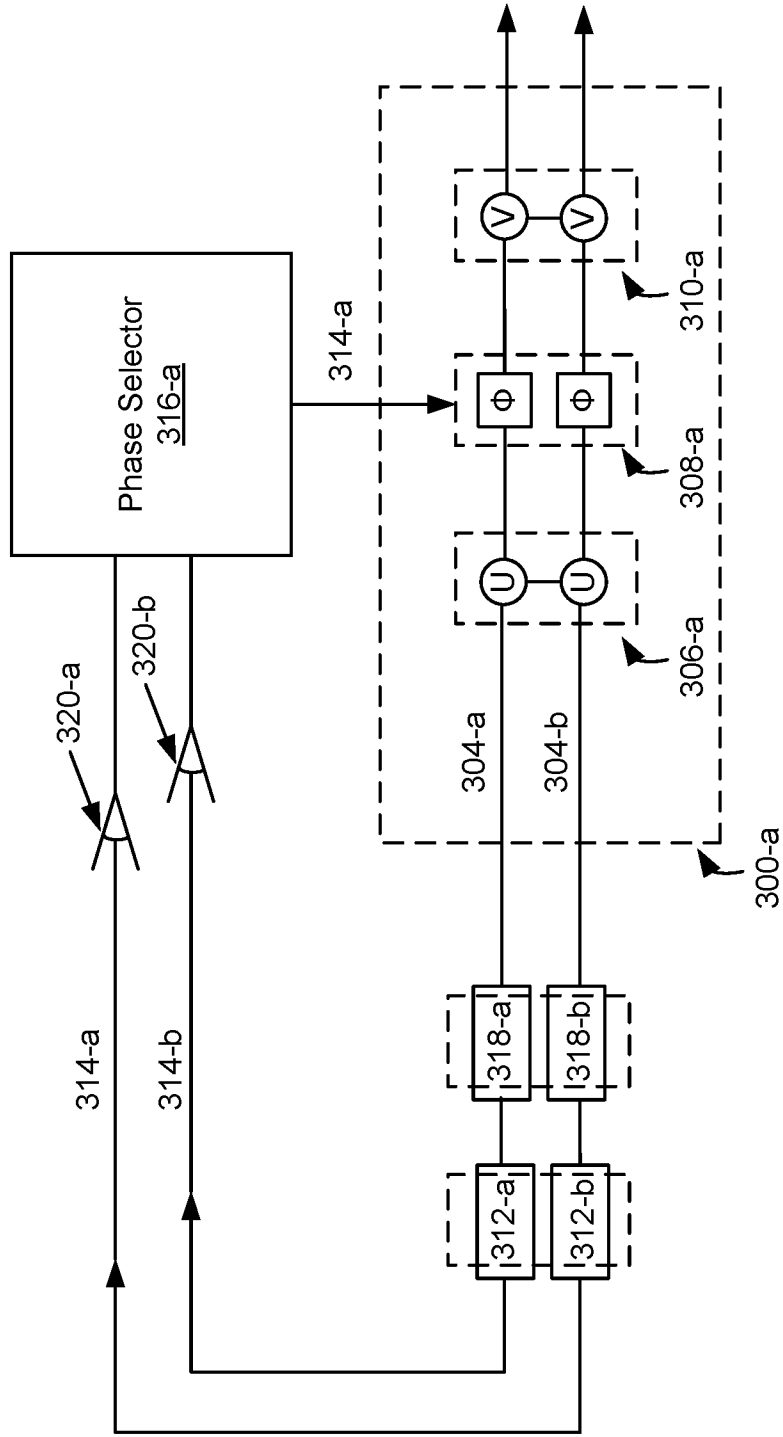 Phase Selector
316-a
314-a
320-a
320-b
314-a
314-b
304-a
304-b
U
U
Φ
Φ
V
V
306-a
308-a
310-a
300-a
318-a
318-b
312-a
312-b